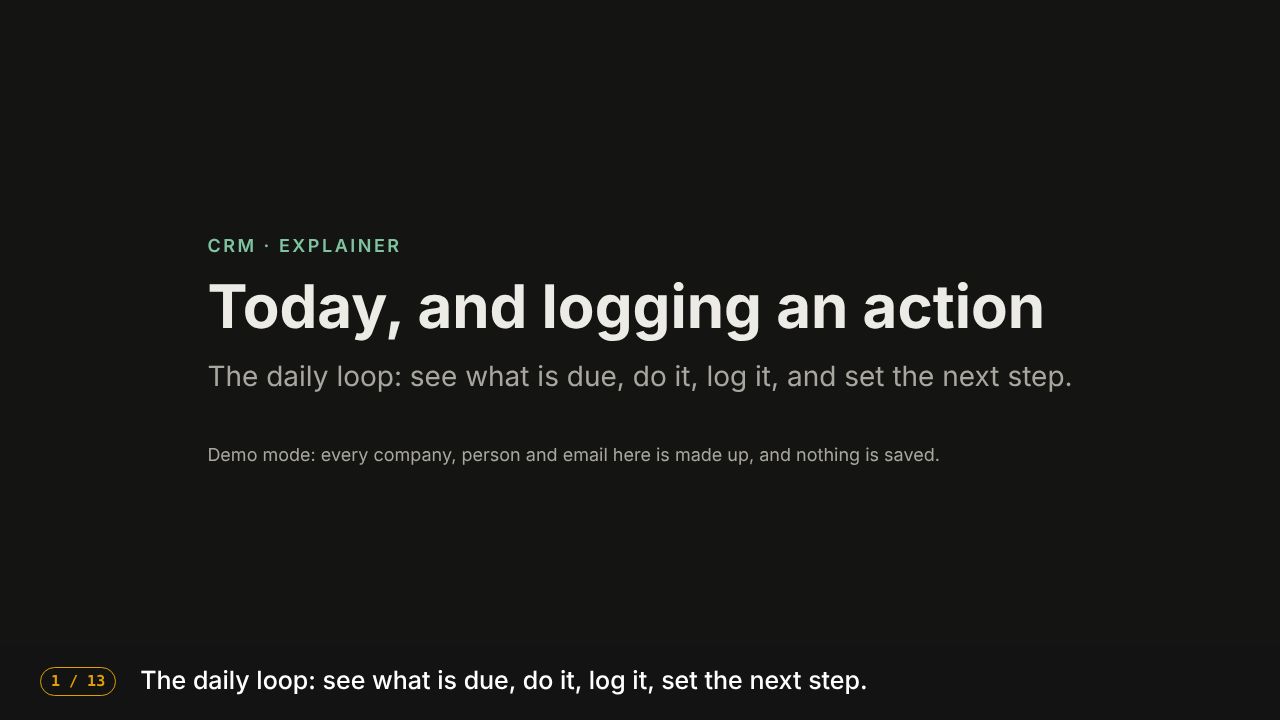 CRM · EXPLAINER
Today, and logging an action
The daily loop: see what is due, do it, log it, and set the next step.
Demo mode: every company, person and email here is made up, and nothing is saved.
1 / 13
The daily loop: see what is due, do it, log it, set the next step.